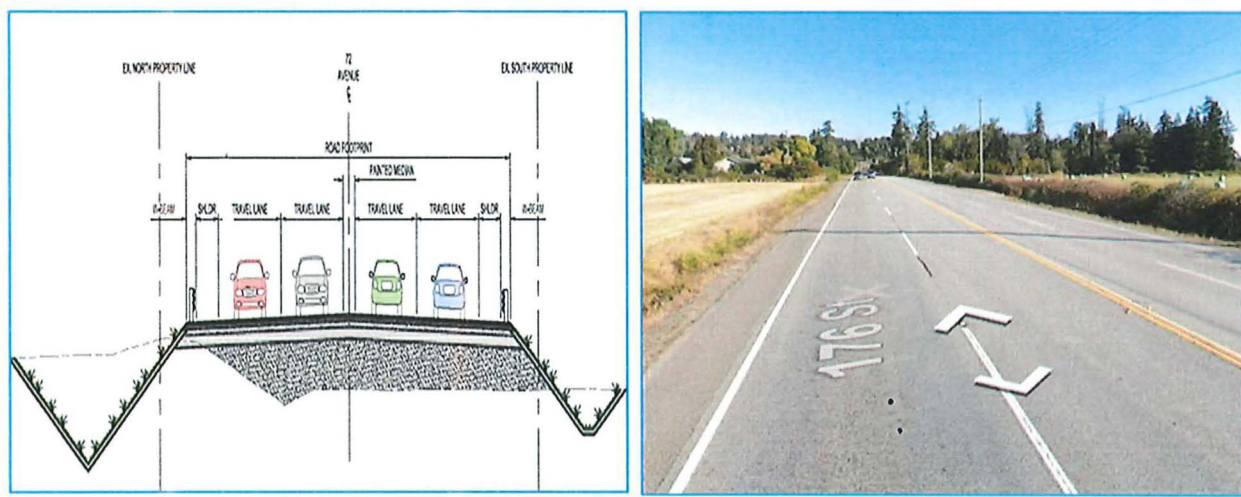 72
AVENUE
EX. NORTH PROPERTY LINE
EX. SOUTH PROPERTY LINE
ROAD FOOTPRINT
PAINTED MEDIAN
W-BEAM
SHLDR
TRAVEL LANE
TRAVEL LANE
TRAVEL LANE
TRAVEL LANE
SHLDR
W-BEAM
176 St